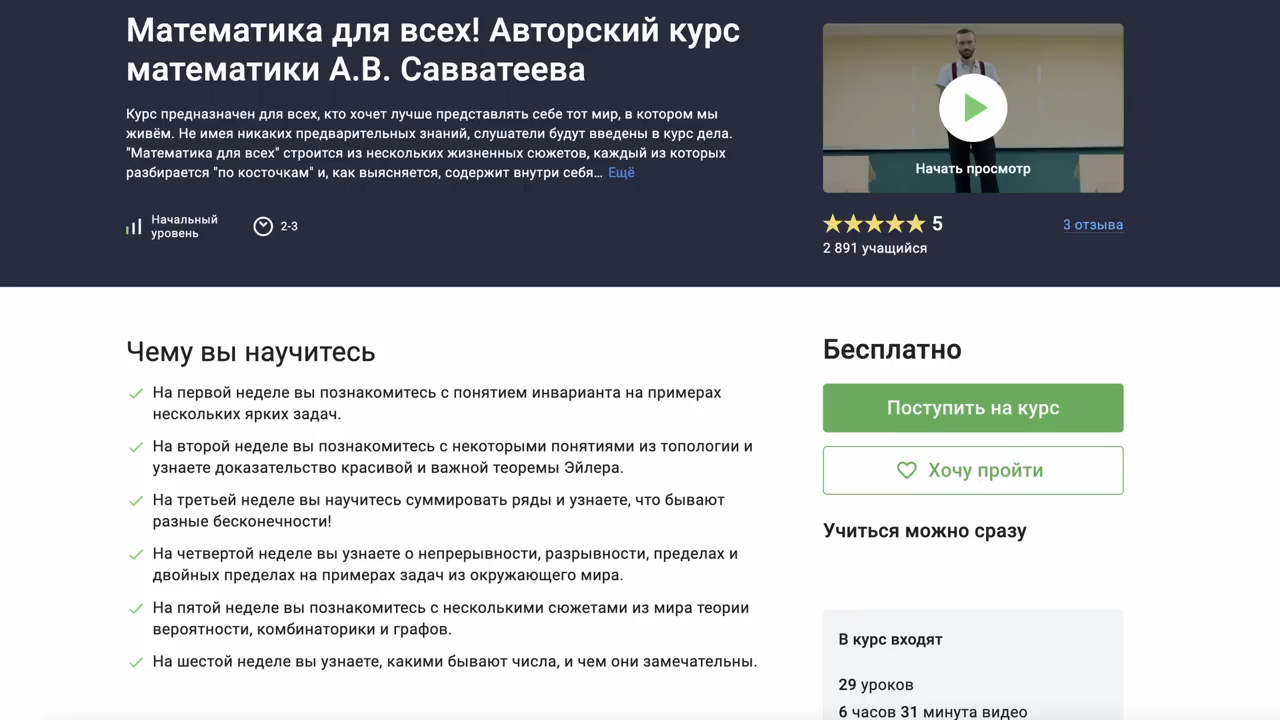 Математика для всех! Авторский курс
математики А.В. Савватеева
Курс предназначен для всех, кто хочет лучше представлять себе тот мир, в котором мы
живём. Не имея никаких предварительных знаний, слушатели будут введены в курс дела.
"Математика для всех" строится из нескольких жизненных сюжетов, каждый из которых
разбирается "по косточкам" и, как выясняется, содержит внутри себя… Ещё
Начальный
уровень
2-3
Начать просмотр
5
3 отзыва
2 891 учащийся
Чему вы научитесь
На первой неделе вы познакомитесь с понятием инварианта на примерах
нескольких ярких задач.
На второй неделе вы познакомитесь с некоторыми понятиями из топологии и
узнаете доказательство красивой и важной теоремы Эйлера.
На третьей неделе вы научитесь суммировать ряды и узнаете, что бывают
разные бесконечности!
На четвертой неделе вы узнаете о непрерывности, разрывности, пределах и
двойных пределах на примерах задач из окружающего мира.
На пятой неделе вы познакомитесь с несколькими сюжетами из мира теории
вероятности, комбинаторики и графов.
На шестой неделе вы узнаете, какими бывают числа, и чем они замечательны.
Бесплатно
Поступить на курс
Хочу пройти
Учиться можно сразу
В курс входят
29 уроков
6 часов 31 минута видео